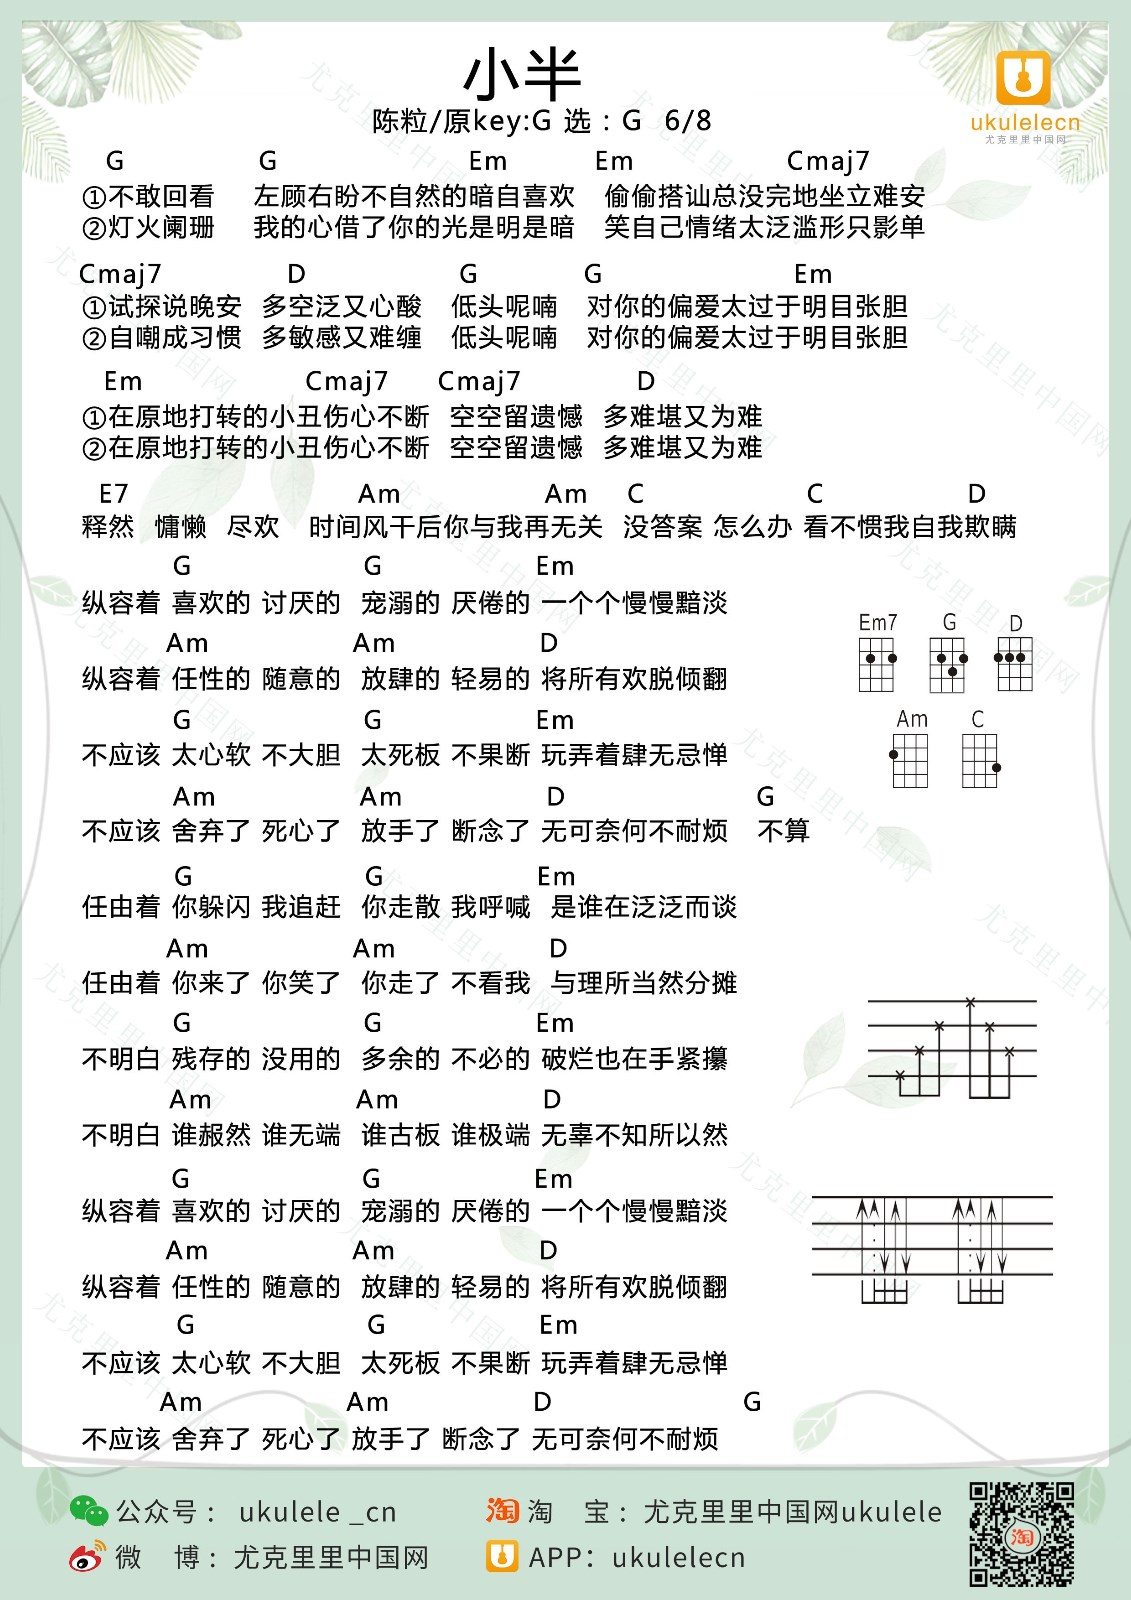 小半
陈粒/原key:G 选：G 6/8
ukulelecn
尤克里里中国网
G G Em Em Cmaj7
①不敢回看 左顾右盼不自然的暗自喜欢 偷偷搭讪总没完地坐立难安
②灯火阑珊 我的心借了你的光是明是暗 笑自己情绪太泛滥形只影单
Cmaj7 D G G Em
①试探说晚安 多空泛又心酸 低头呢喃 对你的偏爱太过于明目张胆
②自嘲成习惯 多敏感又难缠 低头呢喃 对你的偏爱太过于明目张胆
Em Cmaj7 Cmaj7 D
①在原地打转的小丑伤心不断 空空留遗憾 多难堪又为难
②在原地打转的小丑伤心不断 空空留遗憾 多难堪又为难
E7 Am Am C C D
释然 慵懒 尽欢 时间风干后你与我再无关 没答案 怎么办 看不惯我自我欺瞒
G G Em
纵容着 喜欢的 讨厌的 宠溺的 厌倦的 一个个慢慢黯淡
Am Am D
纵容着 任性的 随意的 放肆的 轻易的 将所有欢脱倾翻
G G Em
不应该 太心软 不大胆 太死板 不果断 玩弄着肆无忌惮
Am Am D G
不应该 舍弃了 死心了 放手了 断念了 无可奈何不耐烦 不算
G G Em
任由着 你躲闪 我追赶 你走散 我呼喊 是谁在泛泛而谈
Am Am D
任由着 你来了 你笑了 你走了 不看我 与理所当然分摊
G G Em
不明白 残存的 没用的 多余的 不必的 破烂也在手紧攥
Am Am D
不明白 谁赧然 谁无端 谁古板 谁极端 无辜不知所以然
G G Em
纵容着 喜欢的 讨厌的 宠溺的 厌倦的 一个个慢慢黯淡
Am Am D
纵容着 任性的 随意的 放肆的 轻易的 将所有欢脱倾翻
G G Em
不应该 太心软 不大胆 太死板 不果断 玩弄着肆无忌惮
Am Am D G
不应该 舍弃了 死心了 放手了 断念了 无可奈何不耐烦
Em7 G D
Am C
公众号： ukulele _cn
淘 淘 宝：尤克里里中国网ukulele
微 博：尤克里里中国网
APP：ukulelecn
淘